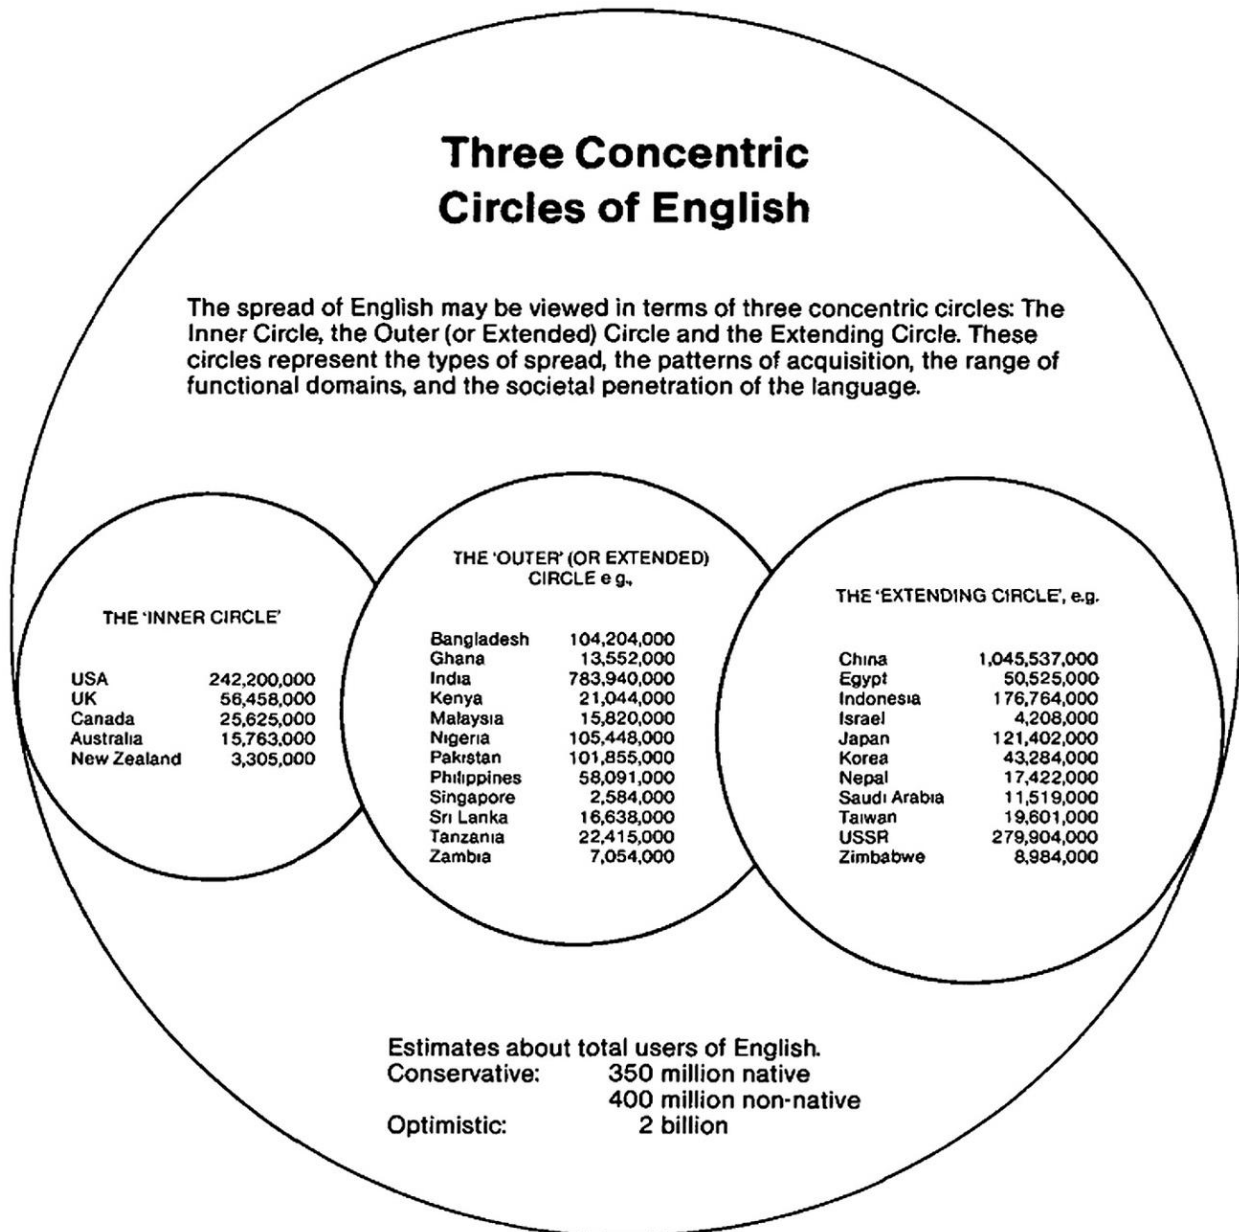 Three Concentric
Circles of English
The spread of English may be viewed in terms of three concentric circles: The
Inner Circle, the Outer (or Extended) Circle and the Extending Circle. These
circles represent the types of spread, the patterns of acquisition, the range of
functional domains, and the societal penetration of the language.
THE 'INNER CIRCLE'
USA 242,200,000
UK 56,458,000
Canada 25,625,000
Australia 15,763,000
New Zealand 3,305,000
THE 'OUTER' (OR EXTENDED)
CIRCLE e g.,
Bangladesh 104,204,000
Ghana 13,552,000
India 783,940,000
Kenya 21,044,000
Malaysia 15,820,000
Nigeria 105,448,000
Pakistan 101,855,000
Philippines 58,091,000
Singapore 2,584,000
Sri Lanka 16,638,000
Tanzania 22,415,000
Zambia 7,054,000
THE 'EXTENDING CIRCLE', e.g.
China 1,045,537,000
Egypt 50,525,000
Indonesia 176,764,000
Israel 4,208,000
Japan 121,402,000
Korea 43,284,000
Nepal 17,422,000
Saudi Arabia 11,519,000
Taiwan 19,601,000
USSR 279,904,000
Zimbabwe 8,984,000
Estimates about total users of English.
Conservative: 350 million native
400 million non-native
Optimistic: 2 billion